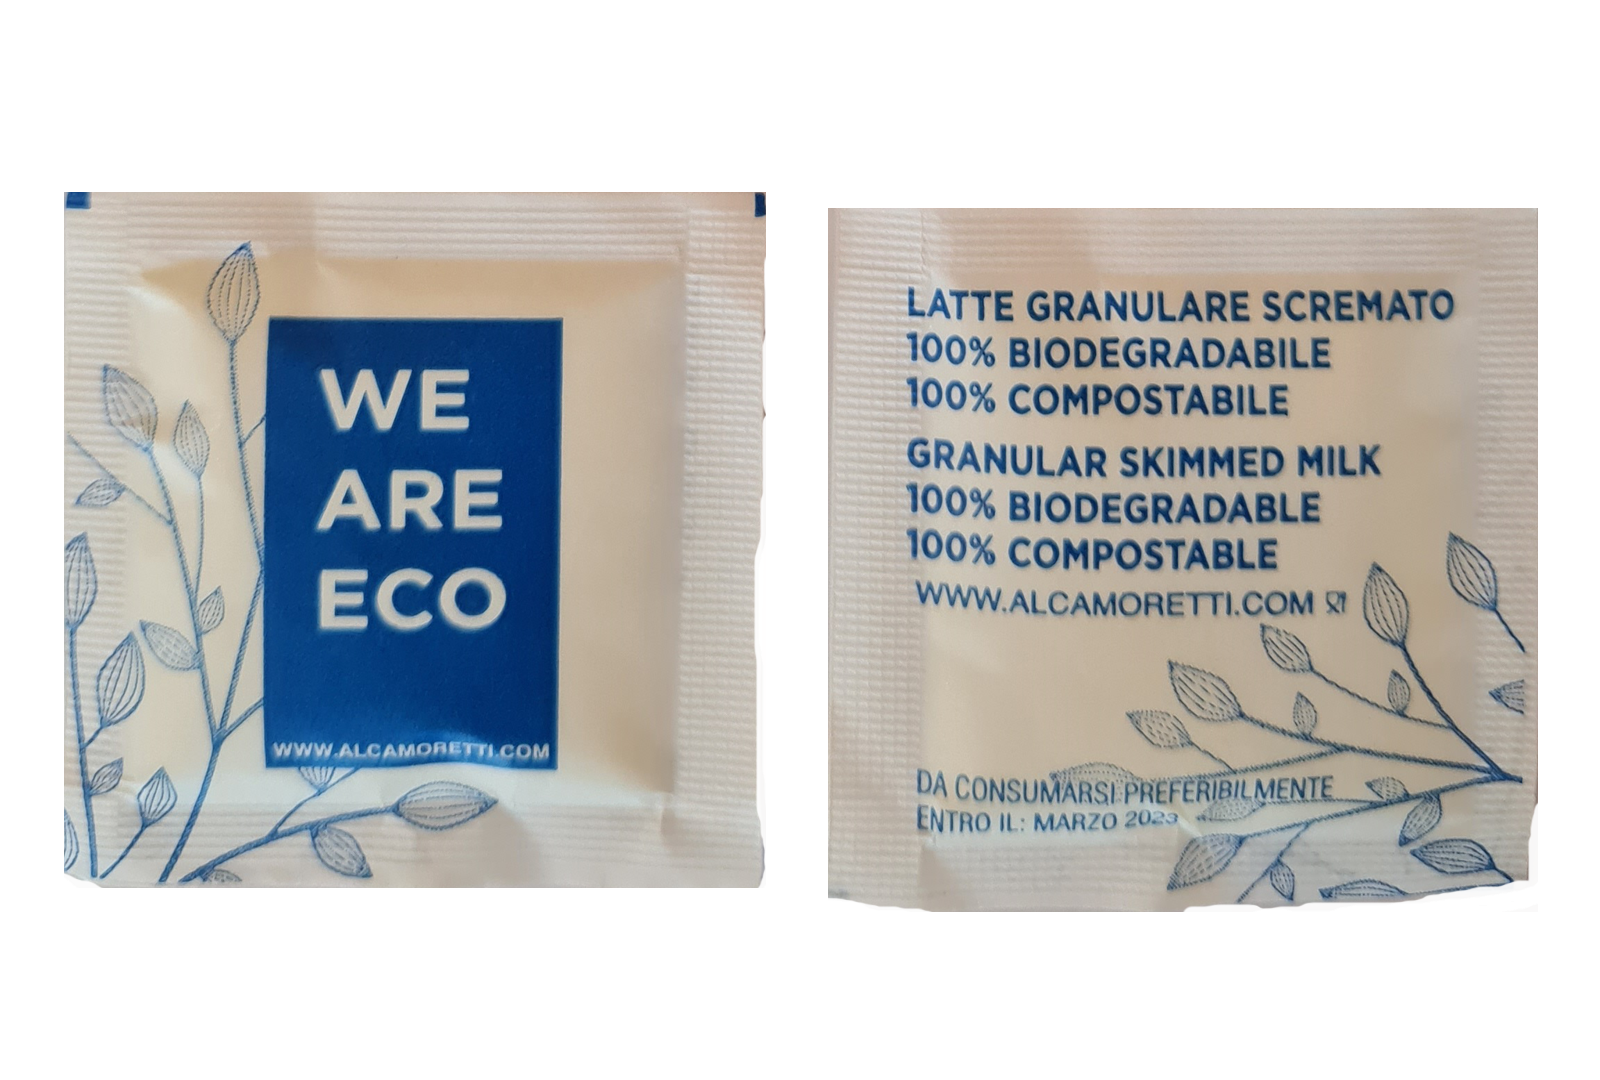 WE
ARE
ECO
WWW.ALCAMORETTI.COM
LATTE GRANULARE SCREMATO
100% BIODEGRADABILE
100% COMPOSTABILE
GRANULAR SKIMMED MILK
100% BIODEGRADABLE
100% COMPOSTABLE
WWW.ALCAMORETTI.COM
DA CONSUMARSI PREFERIBILMENTE
ENTRO IL: MARZO 2023